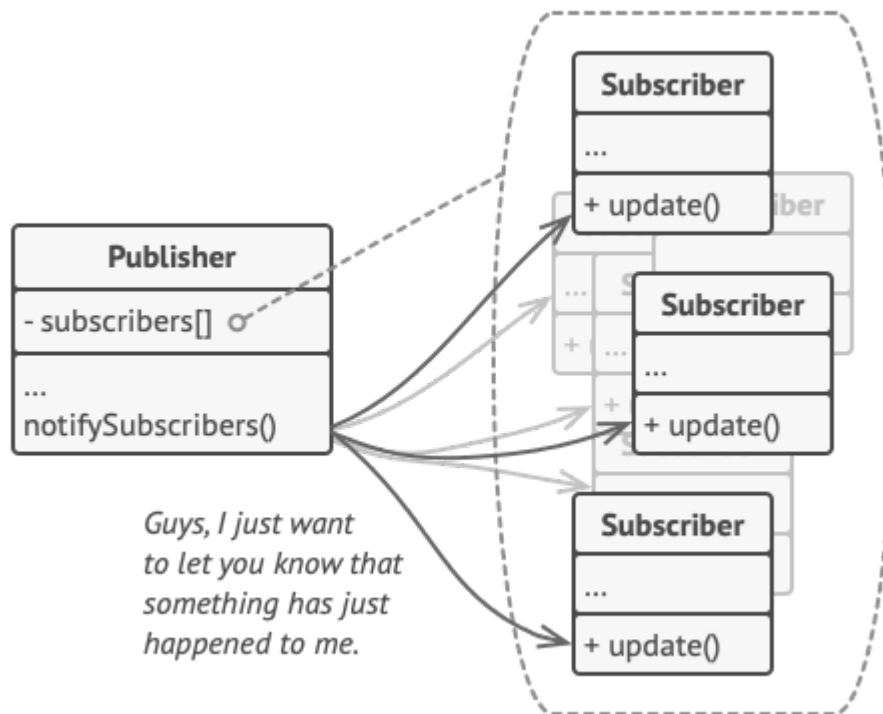 Subscriber
...
+ update()
Publisher
- subscribers[]
...
notifySubscribers()
Guys, I just want
to let you know that
something has just
happened to me.
iber
...
+
S
Subscriber
...
+ update()
...
+
S
Subscriber
...
+ update()